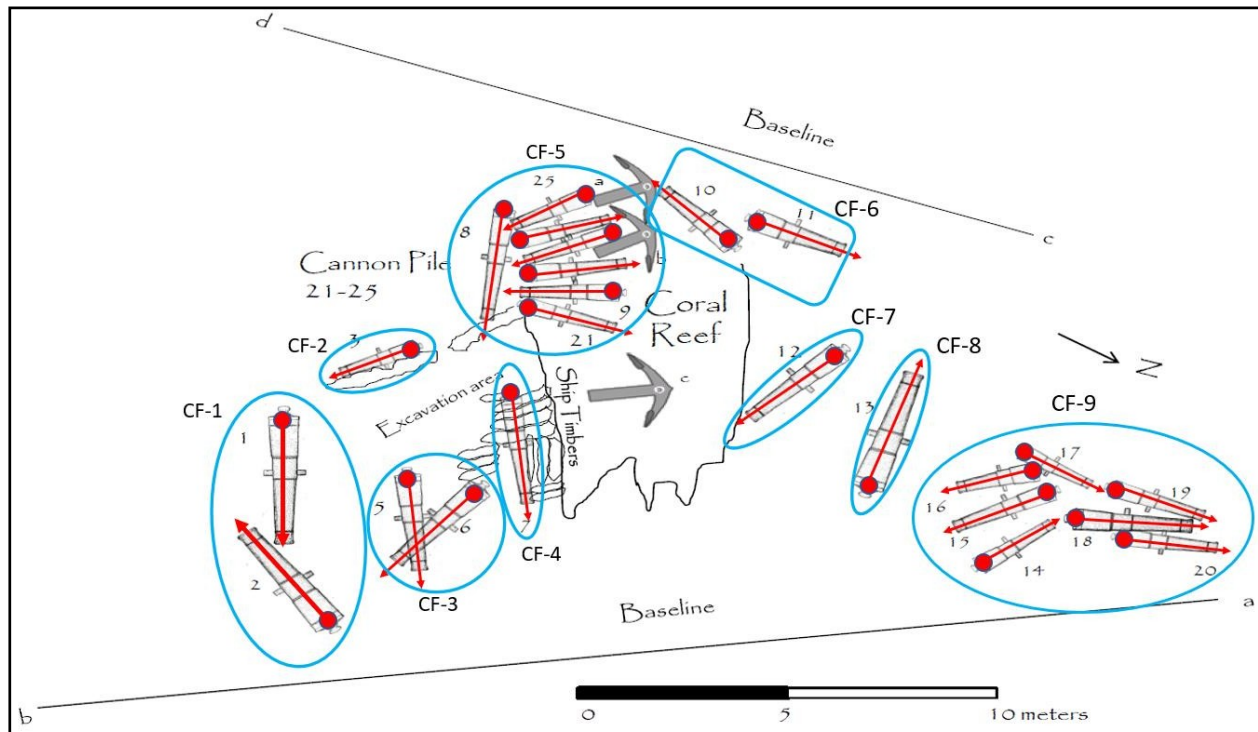 d
Baseline
c
CF-5
25
a
8
b
9
21
Cannon Pile
21-25
Coral
Reef
10
11
CF-6
CF-2
3
Excavation area
Ship Timbers
c
CF-7
12
CF-8
13
N
CF-1
1
2
5
6
CF-3
7
CF-4
CF-9
17
16
19
15
18
14
20
Baseline
a
b
0
5
10 meters